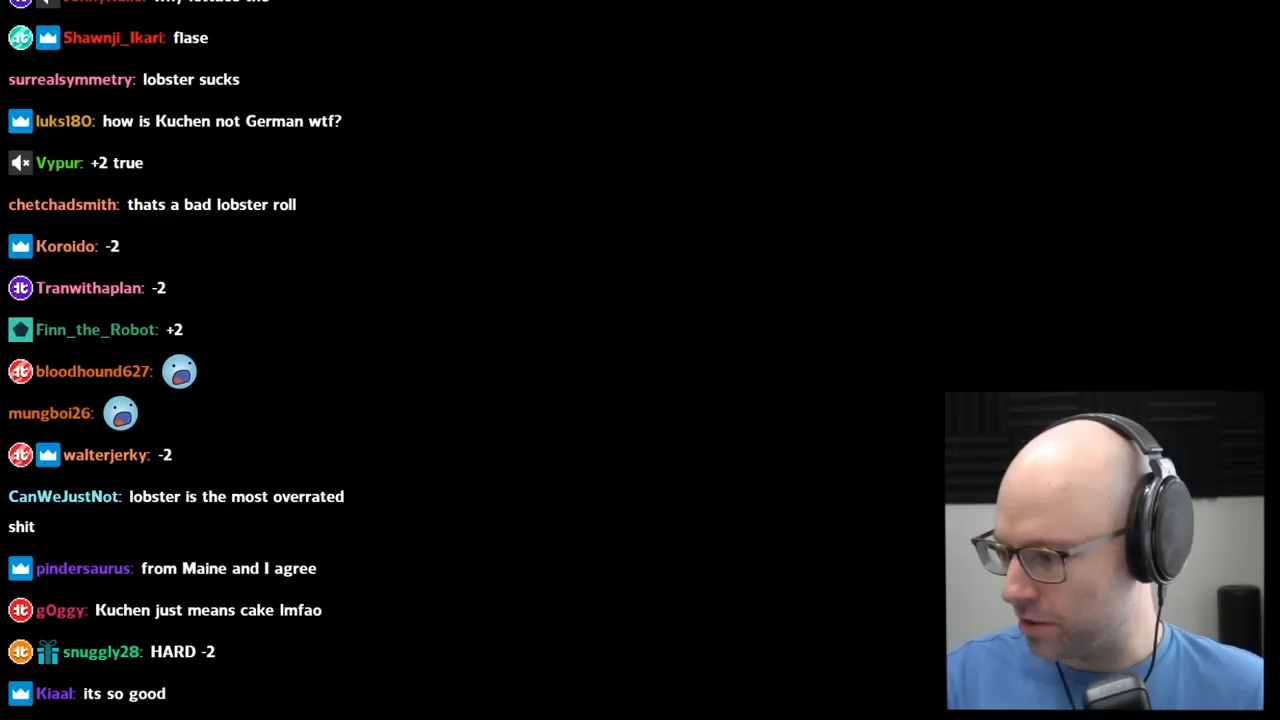 Shawnji_Ikari: flase
surrealsymmetry: lobster sucks
luks180: how is Kuchen not German wtf?
Vypur: +2 true
chetchadsmith: thats a bad lobster roll
Koroido: -2
Tranwithaplan: -2
Finn_the_Robot: +2
bloodhound627:
mungboi26:
walterjerky: -2
CanWeJustNot: lobster is the most overrated
shit
pindersaurus: from Maine and I agree
g0ggy: Kuchen just means cake lmfao
snuggly28: HARD -2
Kiaal: its so good